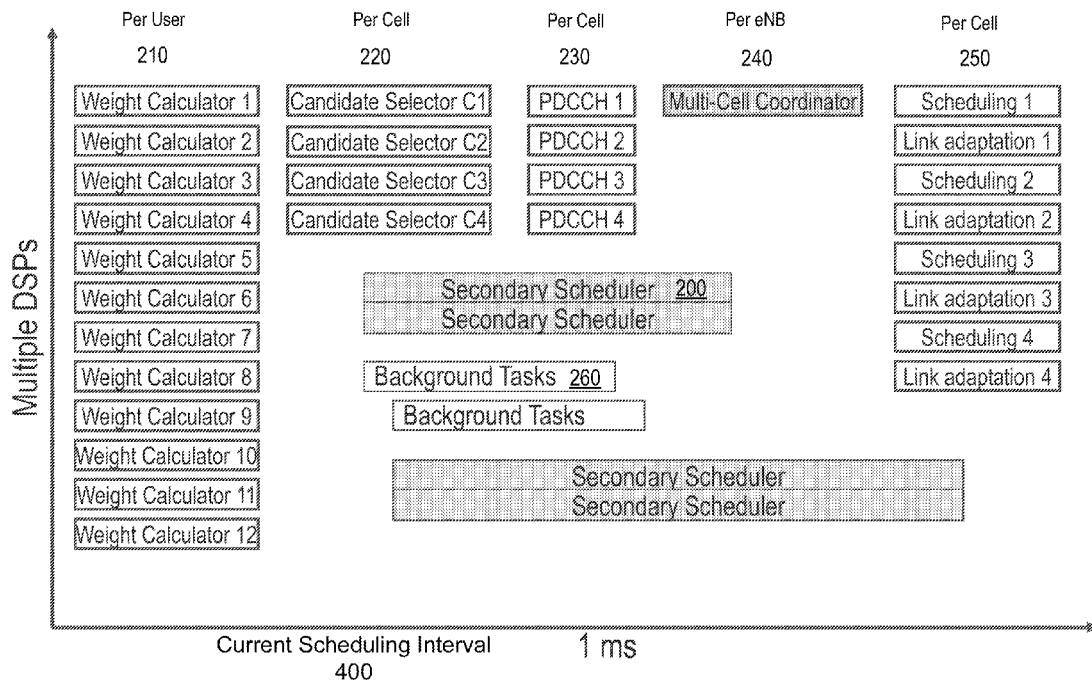 Per User Per Cell Per Cell Per eNB Per Cell
210 220 230 240 250
Weight Calculator 1 Candidate Selector C1 PDCCH 1 Multi-Cell Coordinator Scheduling 1
Weight Calculator 2 Candidate Selector C2 PDCCH 2 Link adaptation 1
Weight Calculator 3 Candidate Selector C3 PDCCH 3 Scheduling 2
Weight Calculator 4 Candidate Selector C4 PDCCH 4 Link adaptation 2
Weight Calculator 5 Scheduling 3
Weight Calculator 6 Secondary Scheduler 200 Link adaptation 3
Secondary Scheduler
Weight Calculator 7 Scheduling 4
Weight Calculator 8 Background Tasks 260 Link adaptation 4
Weight Calculator 9 Background Tasks
Weight Calculator 10
Secondary Scheduler
Weight Calculator 11 Secondary Scheduler
Weight Calculator 12
Multiple DSPs
Current Scheduling Interval 1 ms
400